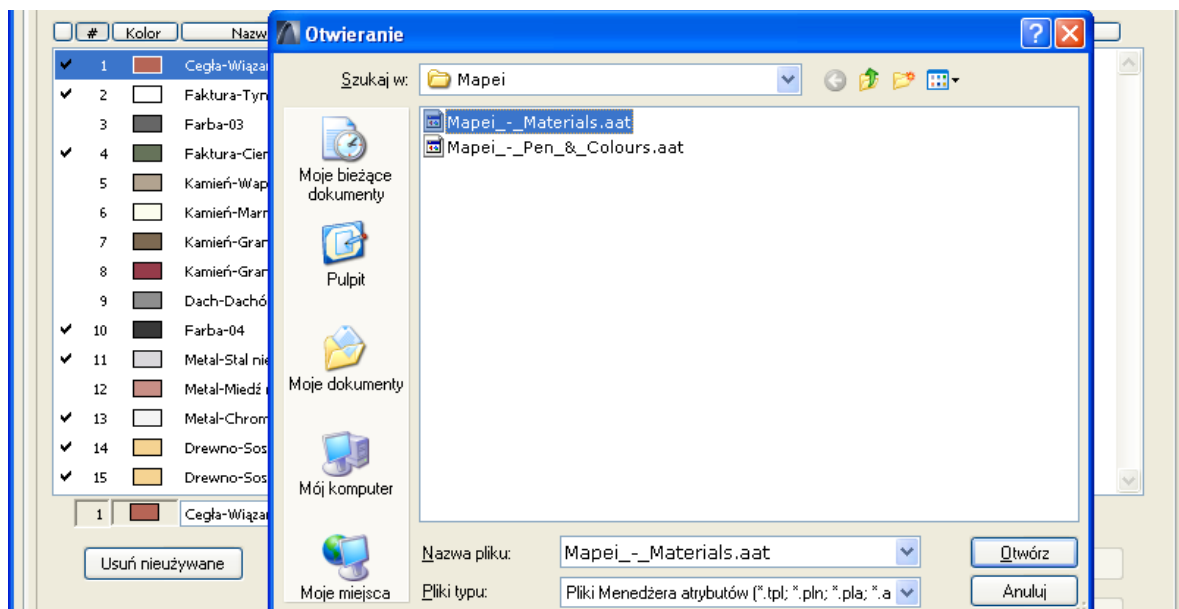 # Kolor Nazw
Otwieranie
1 Cegła-Wiązar
2 Faktura-Tyn
3 Farba-03
4 Faktura-Cier
5 Kamień-Wap
6 Kamień-Marr
7 Kamień-Grar
8 Kamień-Grar
9 Dach-Dachó
10 Farba-04
11 Metal-Stal nie
12 Metal-Miedź
13 Metal-Chrom
14 Drewno-Sos
15 Drewno-Sos
1 Cegła-Wiązar
Usuń nieużywane
Szukaj w: Mapei
Moje bieżące
dokumenty
Pulpit
Moje dokumenty
Mój komputer
Moje miejsca
Mapei_-_Materials.aat
Mapei_-_Pen_&_Colours.aat
Nazwa pliku: Mapei_-_Materials.aat Otwórz
Pliki typu: Pliki Menedżera atrybutów (*.tpl; *.pln; *.pla; *.a Anuluj